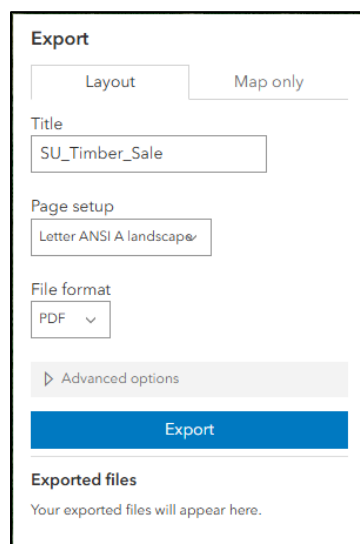 Export
Layout Map only
Title
SU_Timber_Sale
Page setup
Letter ANSI A landscape
File format
PDF
Advanced options
Export
Exported files
Your exported files will appear here.